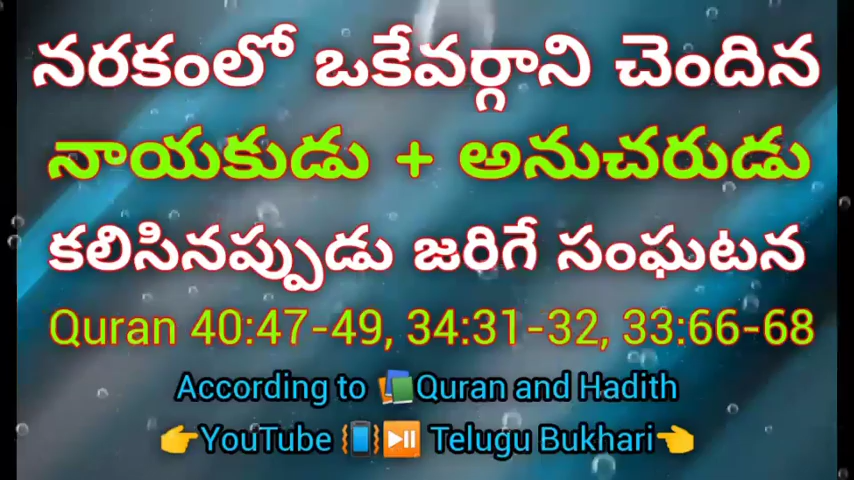 నరకంలో ఒకేవర్గాని చెందిన
నాయకుడు + అనుచరుడు
కలిసినప్పుడు జరిగే సంఘటన
Quran 40:47-49, 34:31-32, 33:66-68
According to 📚Quran and Hadith
👉YouTube 📳⏯️ Telugu Bukhari👈